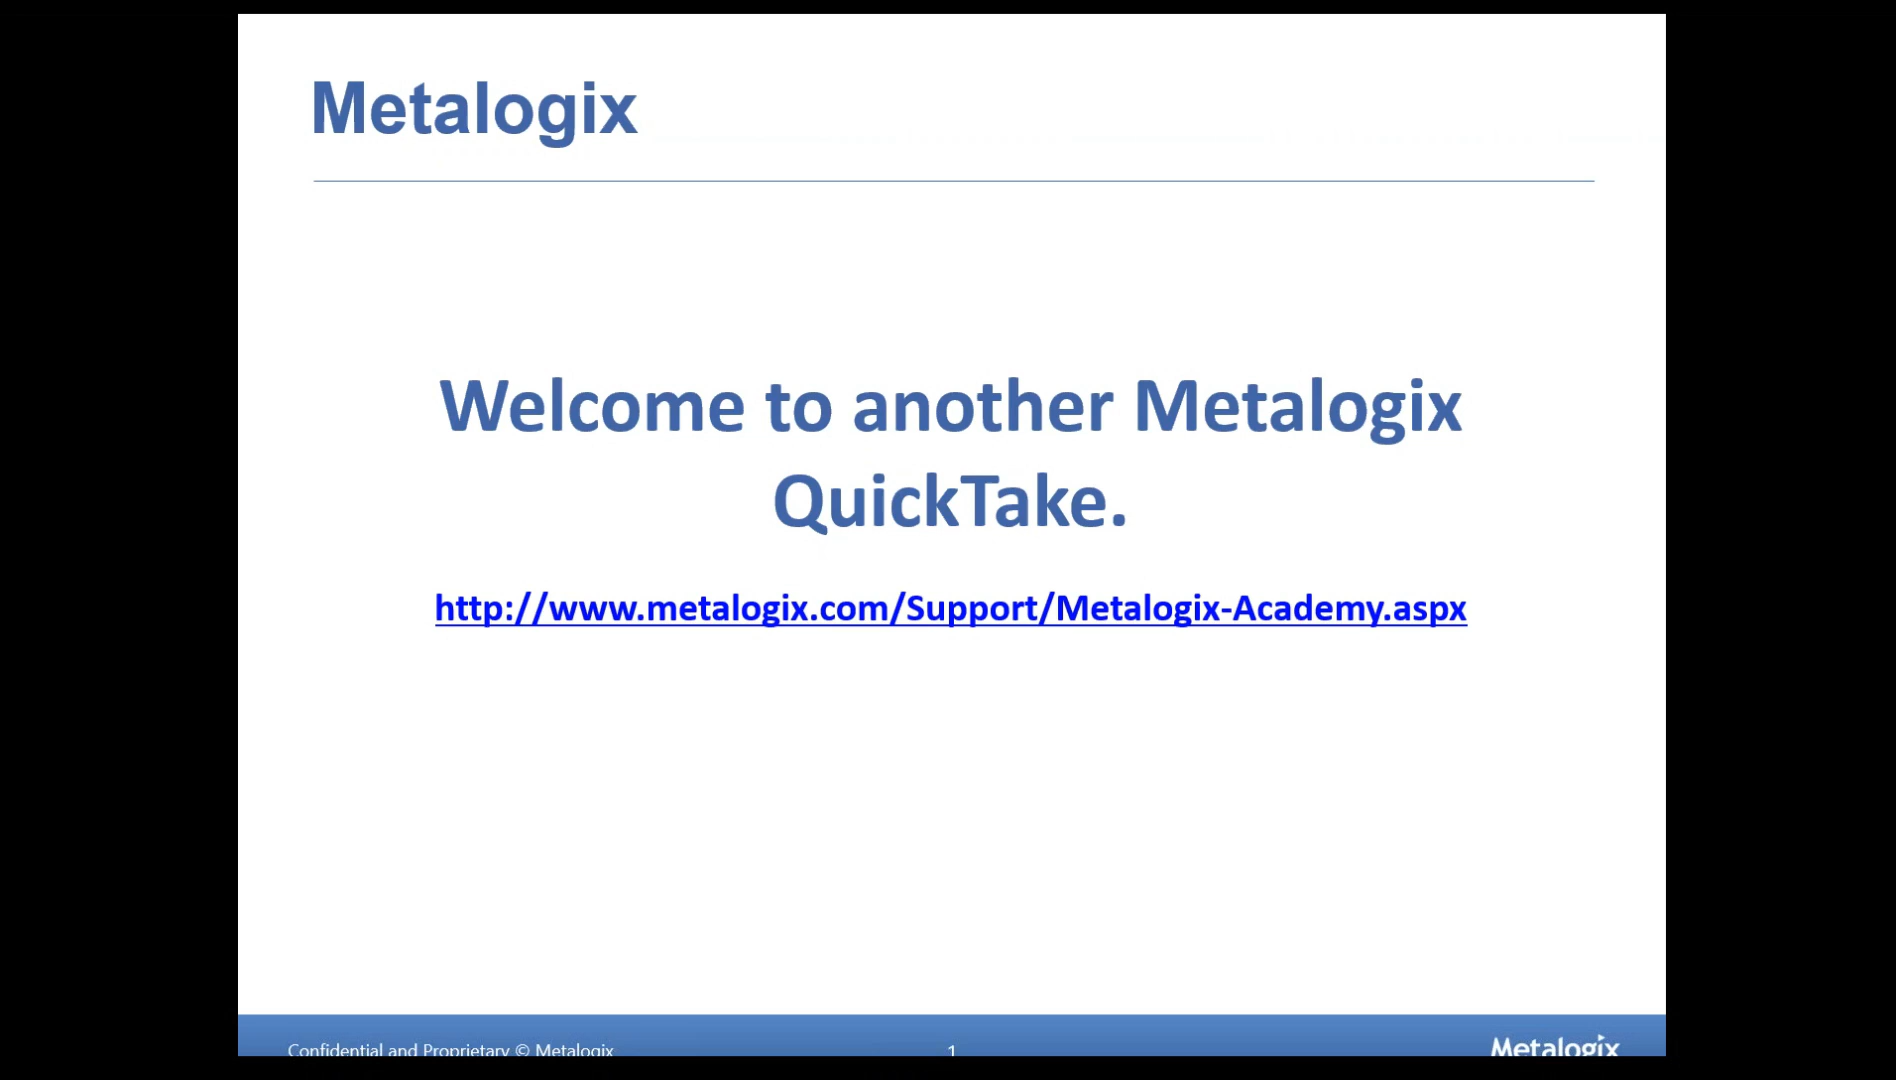 Metalogix
Welcome to another Metalogix
QuickTake.
http://www.metalogix.com/Support/Metalogix-Academy.aspx
Confidential and Proprietary © Metalogix
1
Metalogix